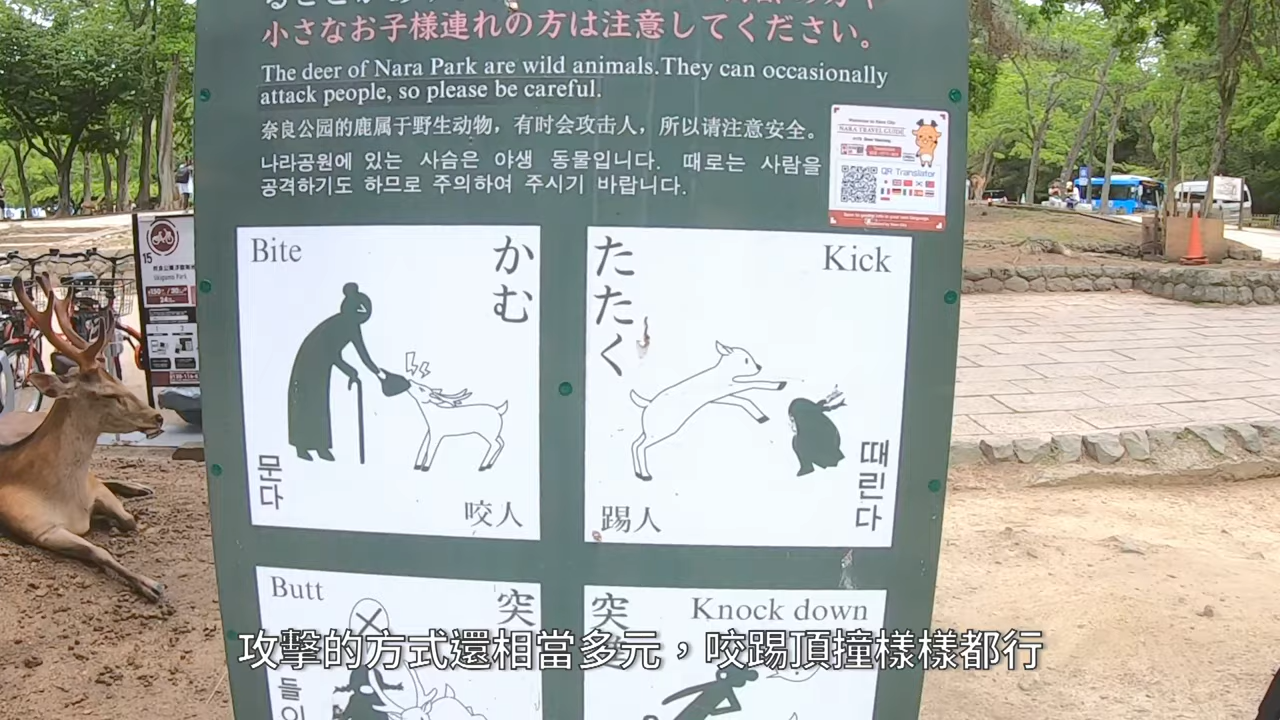 小さなお子様連れの方は注意してください。
The deer of Nara Park are wild animals.They can occasionally
attack people, so please be careful.
奈良公园的鹿属于野生动物，有时会攻击人，所以请注意安全。
나라공원에 있는 사슴은 야생 동물입니다. 때로는 사람을
공격하기도 하므로 주의하여 주시기 바랍니다.
NARA TRAVEL GUIDE
QR Translator
15
Bite
かむ
문다
咬人
たたく
Kick
때린다
踢人
Butt
突
突
Knock down
攻擊的方式還相當多元，咬踢頂撞樣樣都行